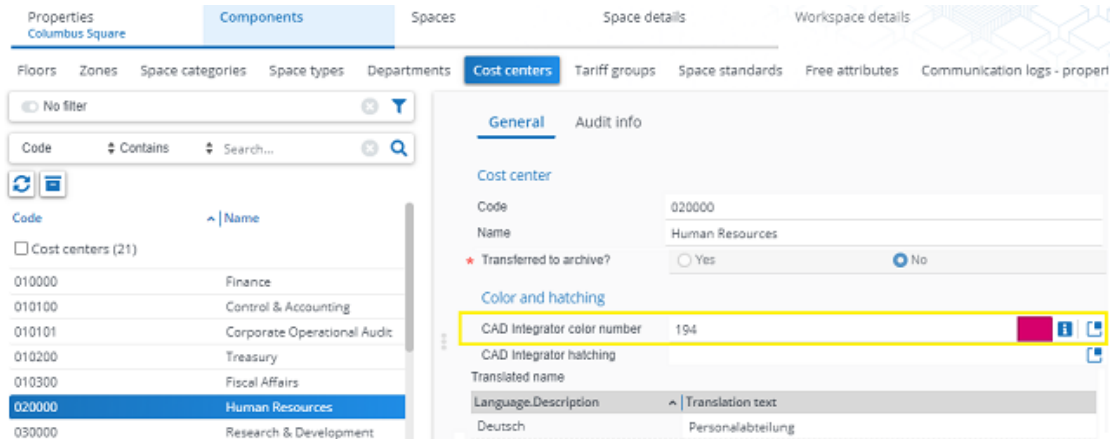 Properties Components Spaces Space details Workspace details
Columbus Square
Floors Zones Space categories Space types Departments Cost centers Tariff groups Space standards Free attributes Communication logs - propert
No filter
Code Contains Search...
Code Name
Cost centers (21)
010000 Finance
010100 Control & Accounting
010101 Corporate Operational Audit
010200 Treasury
010300 Fiscal Affairs
020000 Human Resources
030000 Research & Development
General Audit info
Cost center
Code 020000
Name Human Resources
* Transferred to archive? Yes No
Color and hatching
CAD Integrator color number 194
CAD Integrator hatching
Translated name
Language.Description Translation text
Deutsch Personalabteilung